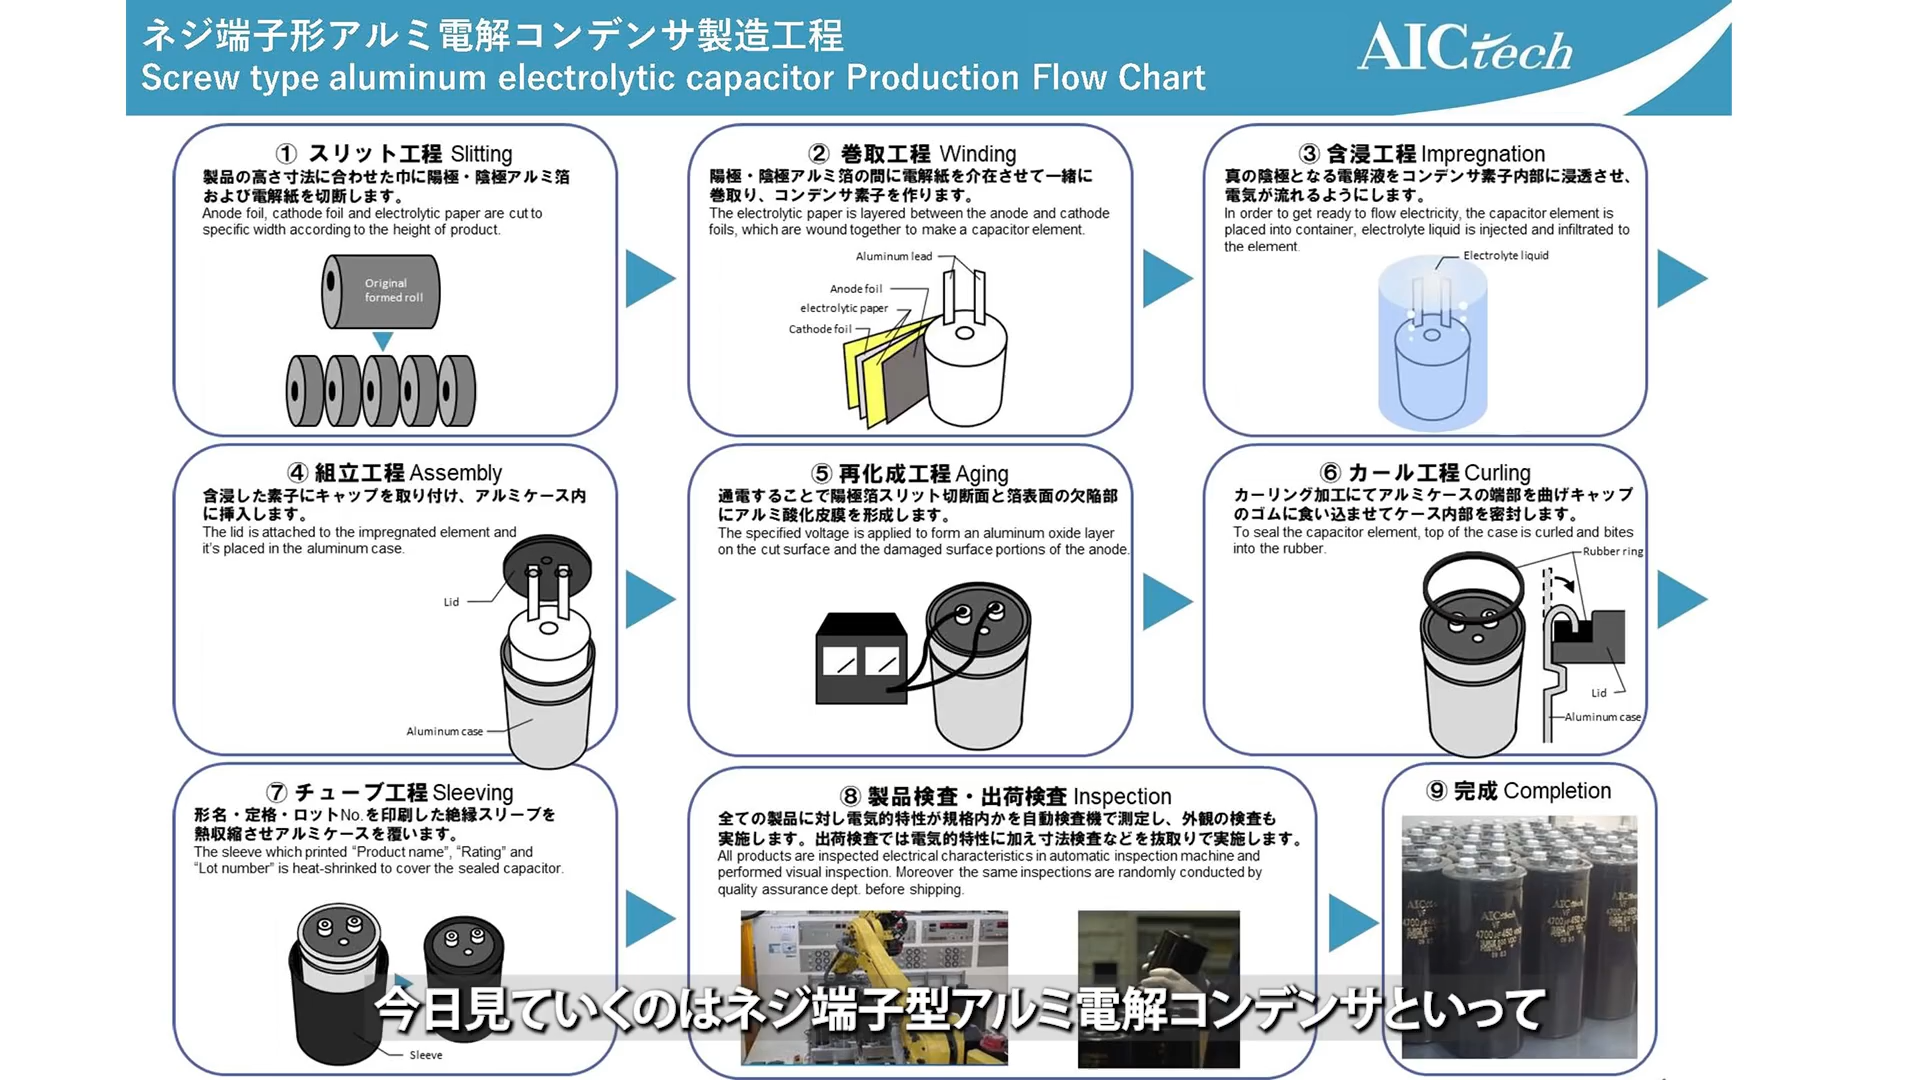 ネジ端子形アルミ電解コンデンサ製造工程
Screw type aluminum electrolytic capacitor Production Flow Chart
AICtech
① スリット工程 Slitting
製品の高さ寸法に合わせた巾に陽極・陰極アルミ箔
および電解紙を切断します。
Anode foil, cathode foil and electrolytic paper are cut to
specific width according to the height of product.
Original
formed roll
② 巻取工程 Winding
陽極・陰極アルミ箔の間に電解紙を介在させて一緒に
巻取り、コンデンサ素子を作ります。
The electrolytic paper is layered between the anode and cathode
foils, which are wound together to make a capacitor element.
Aluminum lead
Anode foil
electrolytic paper
Cathode foil
③ 含浸工程 Impregnation
真の陰極となる電解液をコンデンサ素子内部に浸透させ、
電気が流れるようにします。
In order to get ready to flow electricity, the capacitor element is
placed into container, electrolyte liquid is injected and infiltrated to
the element.
Electrolyte liquid
④ 組立工程 Assembly
含浸した素子にキャップを取り付け、アルミケース内
に挿入します。
The lid is attached to the impregnated element and
it's placed in the aluminum case.
Lid
Aluminum case
⑤ 再化成工程 Aging
通電することで陽極箔スリット切断面と箔表面の欠陥部
にアルミ酸化皮膜を形成します。
The specified voltage is applied to form an aluminum oxide layer
on the cut surface and the damaged surface portions of the anode.
⑥ カール工程 Curling
カーリング加工にてアルミケースの端部を曲げキャップ
のゴムに食い込ませてケース内部を密封します。
To seal the capacitor element, top of the case is curled and bites
into the rubber.
Rubber ring
Lid
Aluminum case
⑦ チューブ工程 Sleeving
形名・定格・ロットNo.を印刷した絶縁スリーブを
熱収縮させアルミケースを覆います。
The sleeve which printed “Product name”, “Rating” and
“Lot number” is heat-shrinked to cover the sealed capacitor.
Sleeve
⑧ 製品検査・出荷検査 Inspection
全ての製品に対し電気的特性が規格内かを自動検査機で測定し、外観の検査も
実施します。出荷検査では電気的特性に加え寸法検査などを抜取りで実施します。
All products are inspected electrical characteristics in automatic inspection machine and
performed visual inspection. Moreover the same inspections are randomly conducted by
quality assurance dept. before shipping.
⑨ 完成 Completion
AICtech
4700μF450
今日見ていくのはネジ端子型アルミ電解コンデンサといって